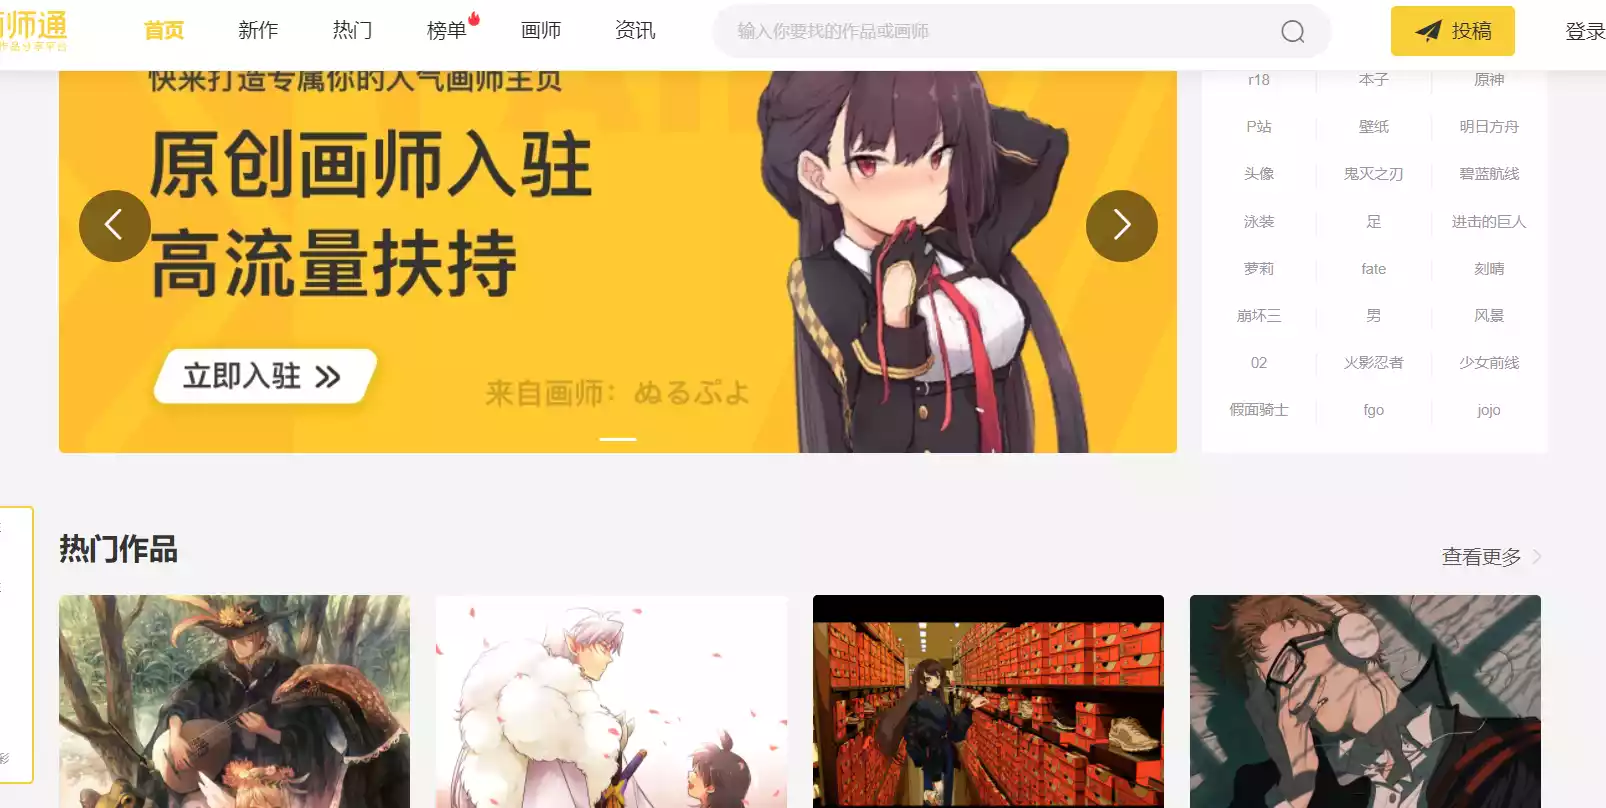 画师通
作品分享平台
首页
新作
热门
榜单
画师
资讯
输入你要找的作品或画师
投稿
登录
快来打造专属你的人气画师主页
原创画师入驻
高流量扶持
立即入驻
来自画师：ぬるぷよ
r18 本子 原神
P站 壁纸 明日方舟
头像 鬼灭之刃 碧蓝航线
泳装 足 进击的巨人
萝莉 fate 刻晴
崩坏三 男 风景
02 火影忍者 少女前线
假面骑士 fgo jojo
热门作品
查看更多
彩